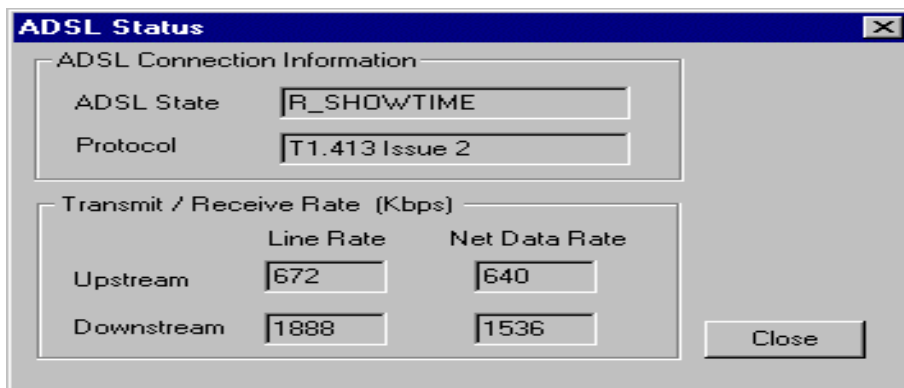 ADSL Status
ADSL Connection Information
ADSL State R_SHOWTIME
Protocol T1.413 Issue 2
Transmit / Receive Rate (Kbps)
Line Rate Net Data Rate
Upstream 672 640
Downstream 1888 1536
Close